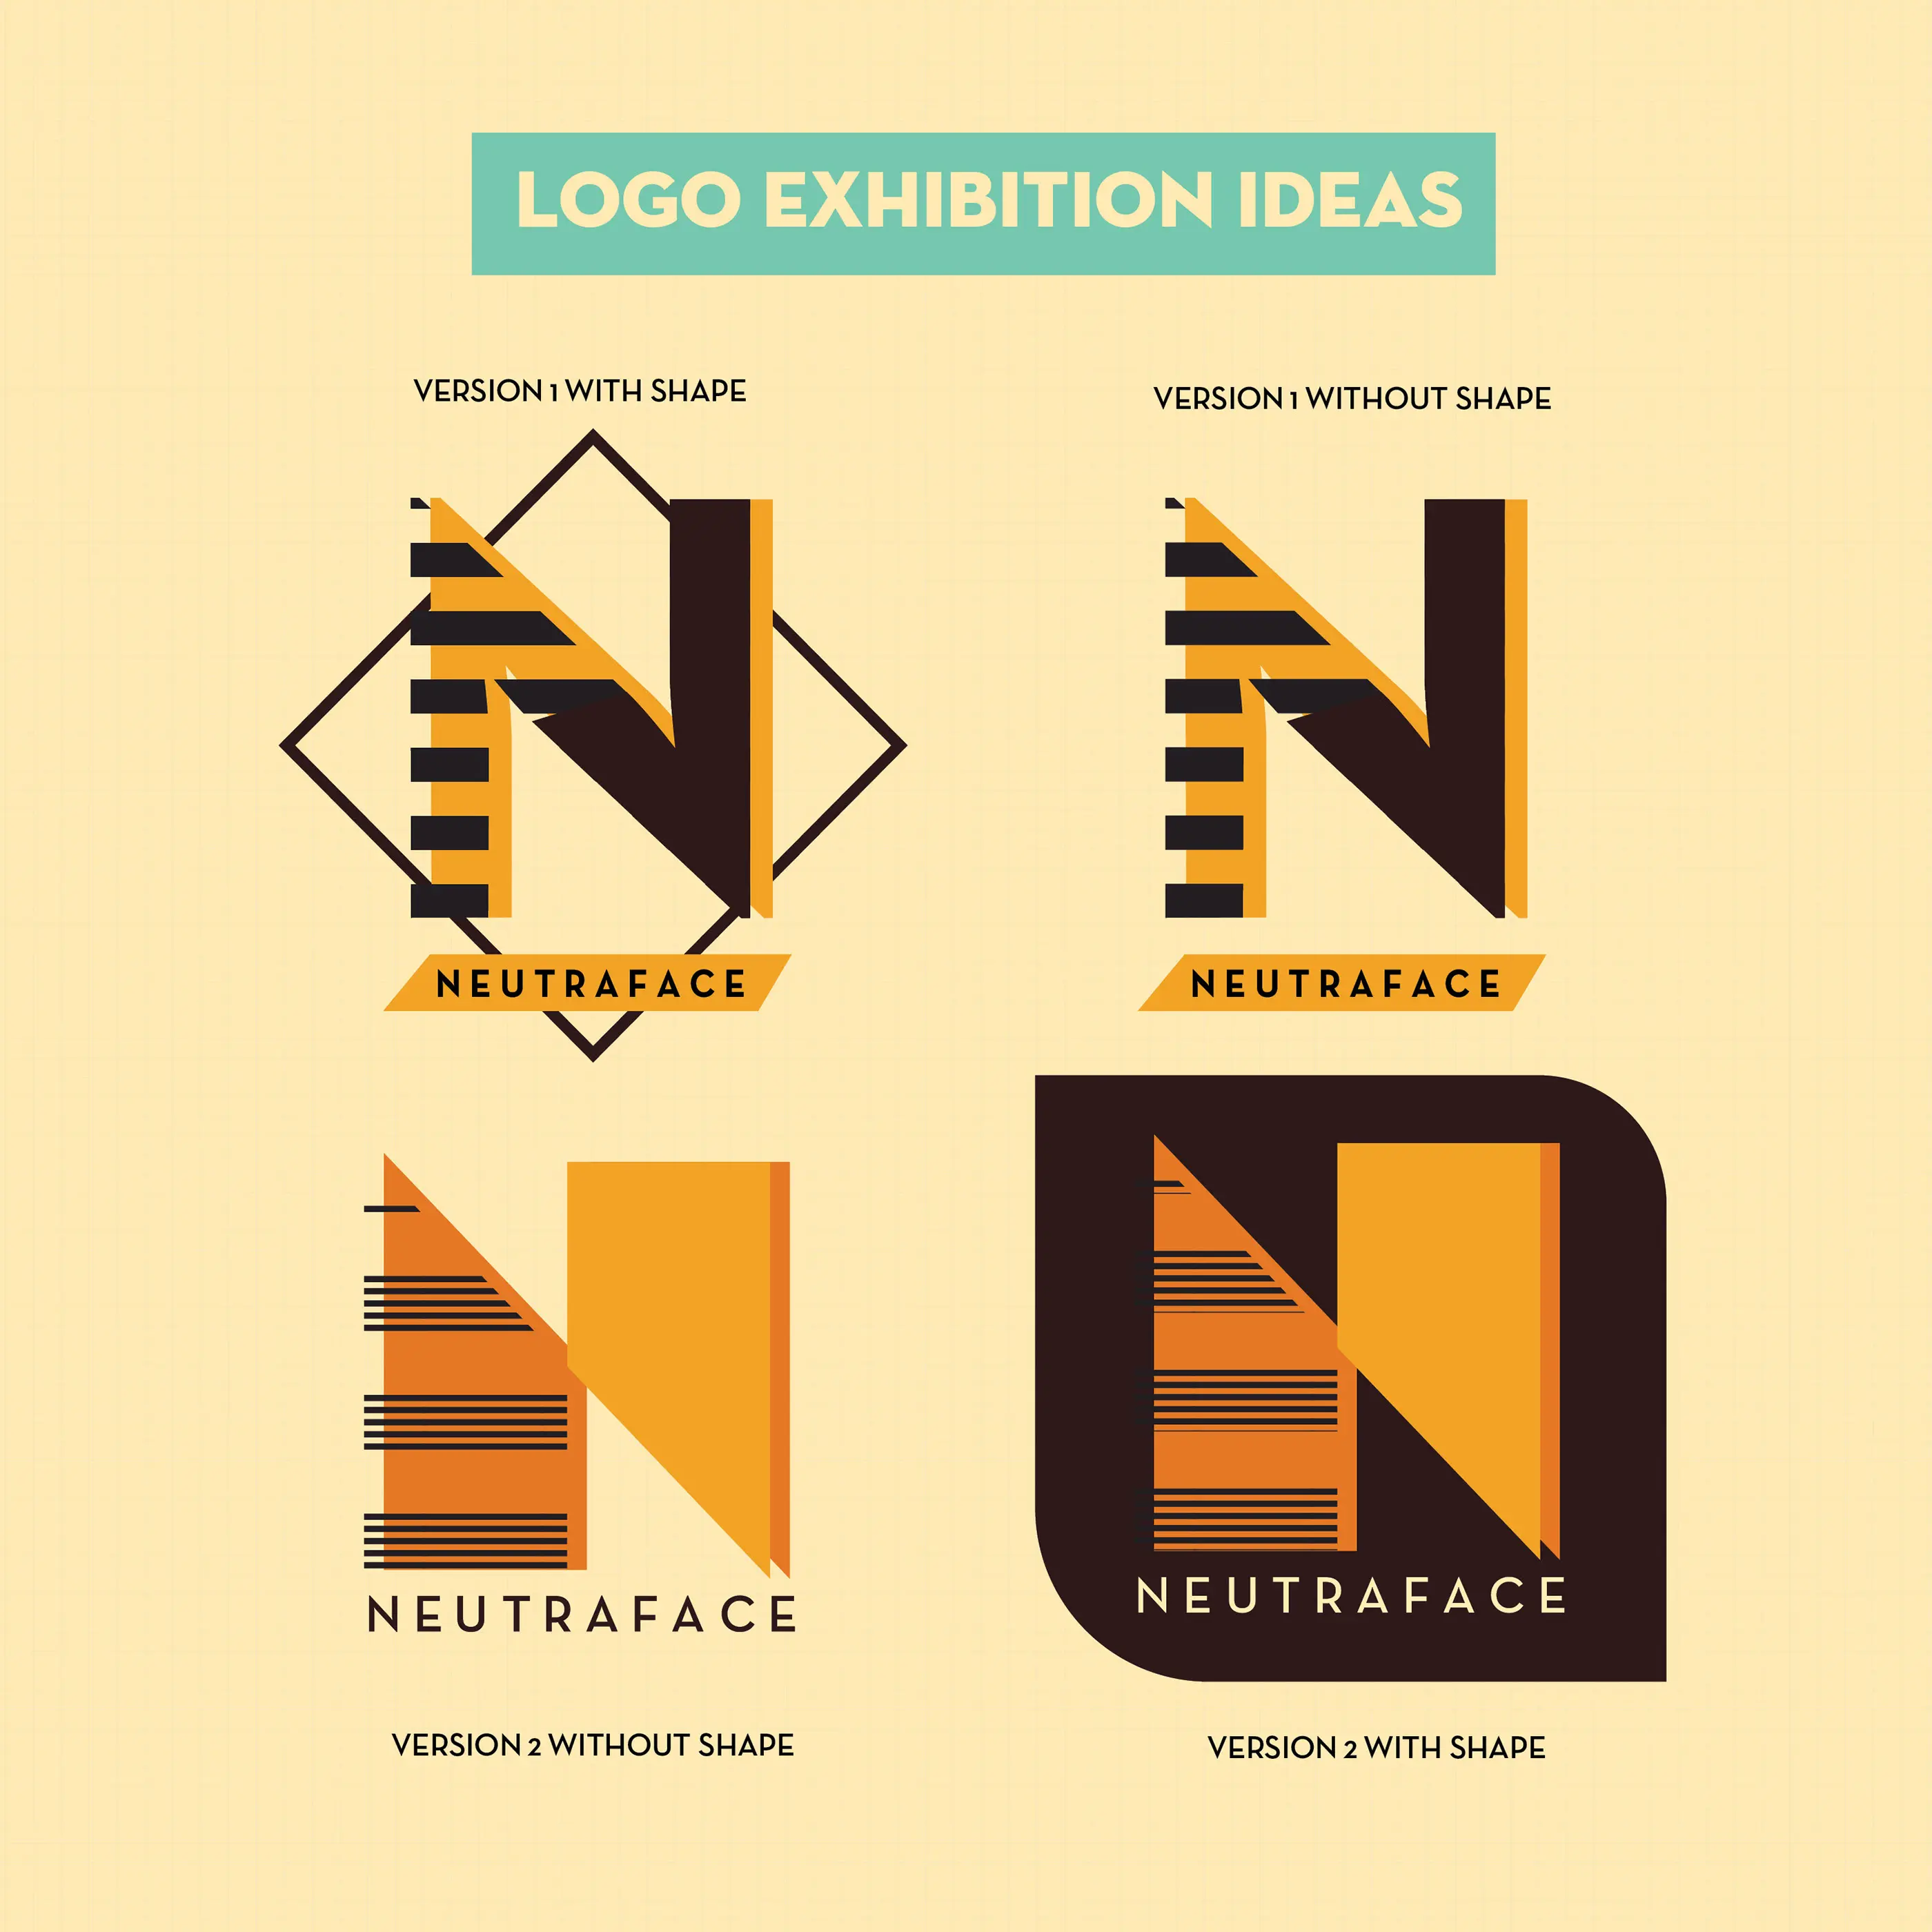 LOGO EXHIBITION IDEAS
VERSION 1 WITH SHAPE
VERSION 1 WITHOUT SHAPE
N
NEUTRAFACE
N
NEUTRAFACE
N
NEUTRAFACE
N
NEUTRAFACE
VERSION 2 WITHOUT SHAPE
VERSION 2 WITH SHAPE